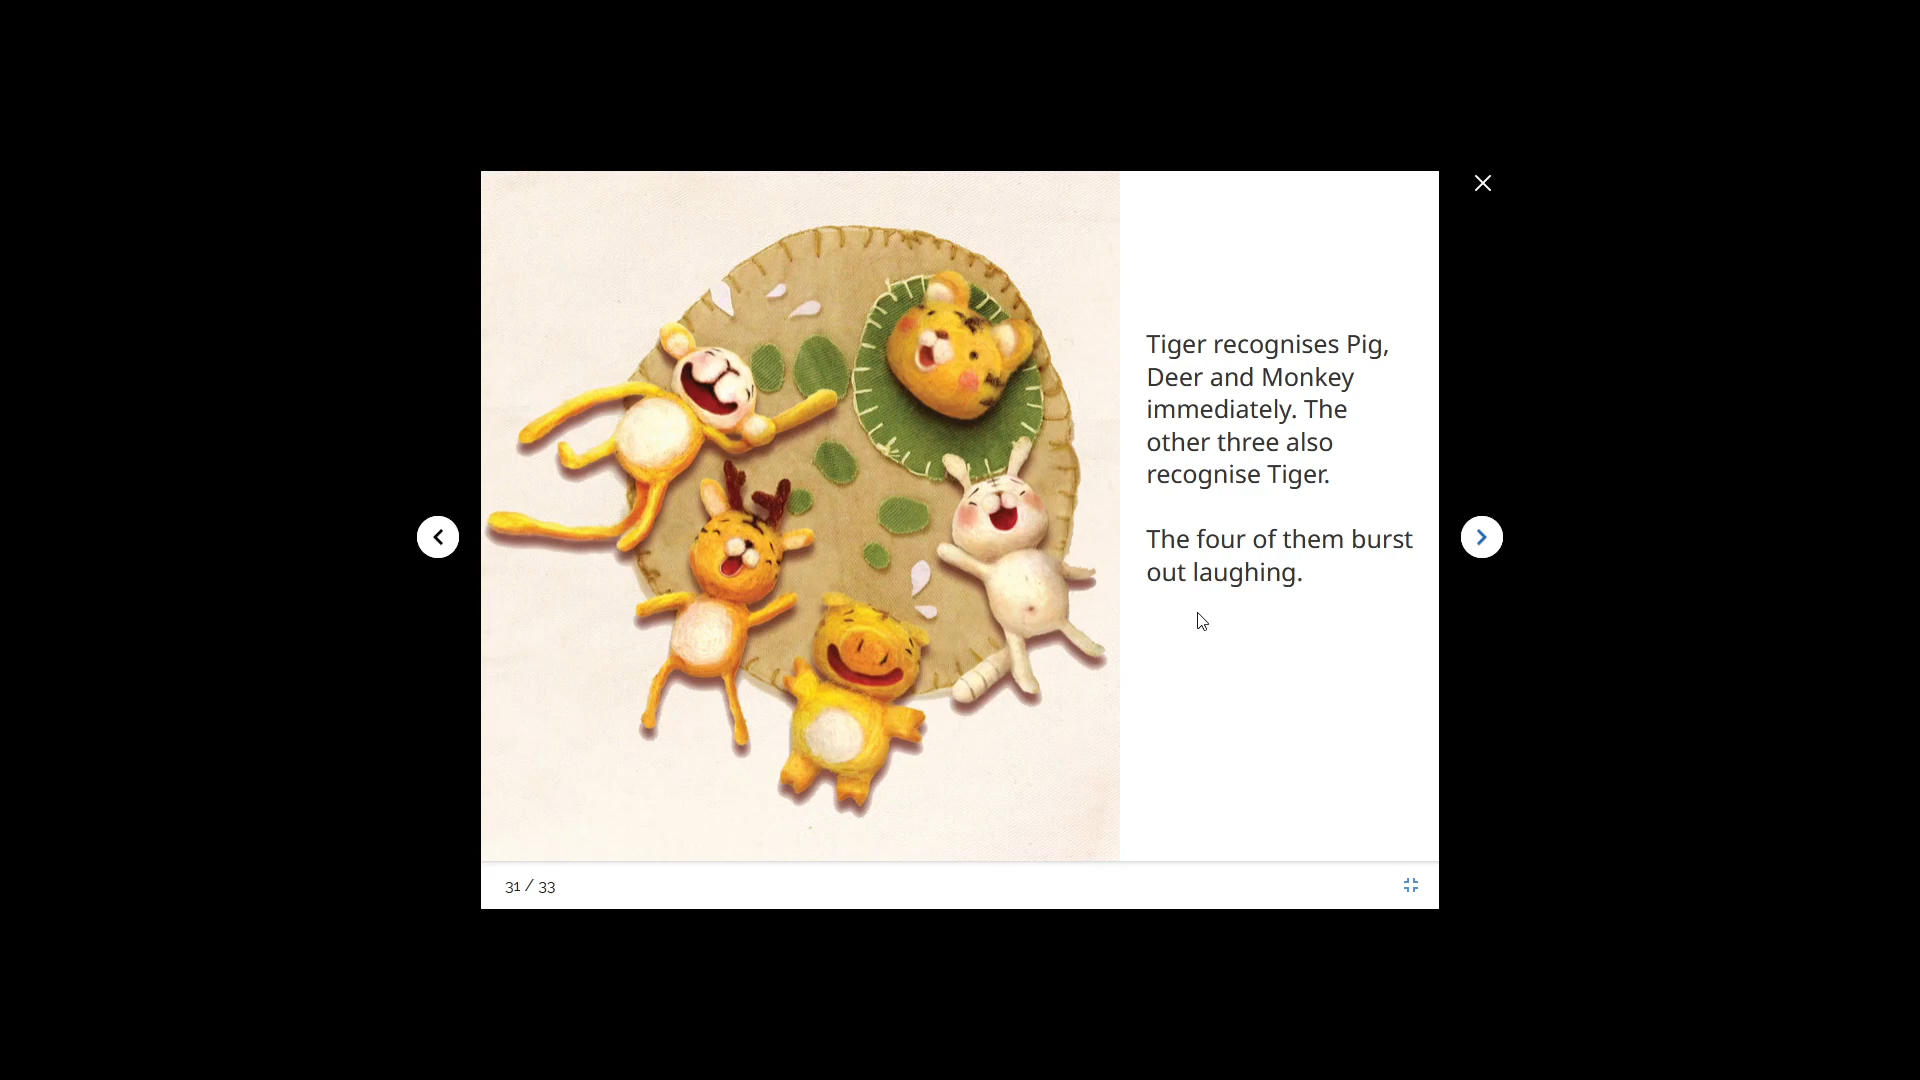 Tiger recognises Pig,
Deer and Monkey
immediately. The
other three also
recognise Tiger.
The four of them burst
out laughing.
31 / 33